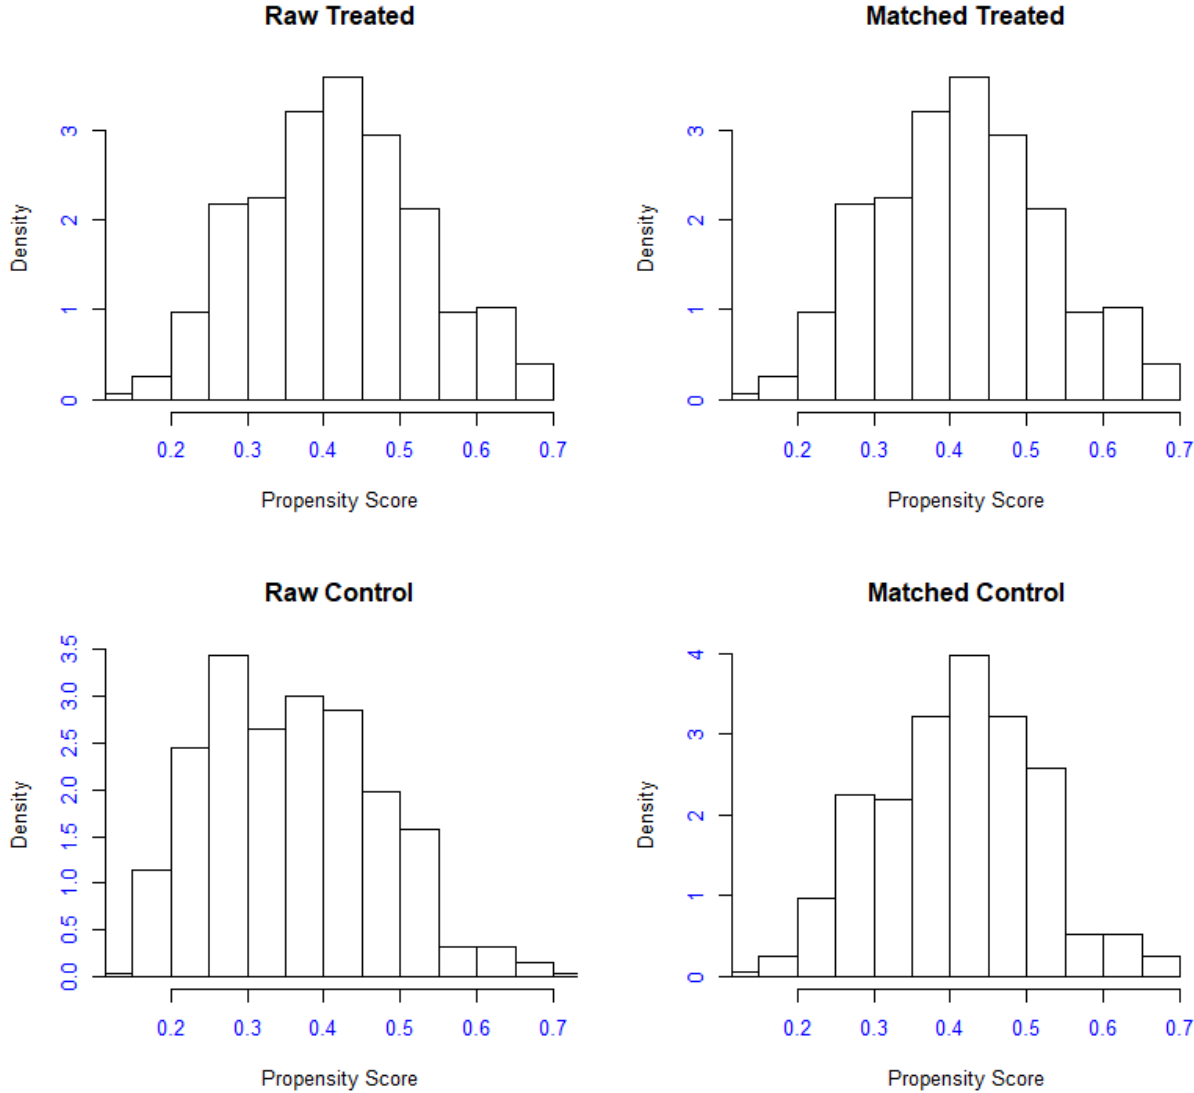 Raw Treated
Density
0 1 2 3
0.2 0.3 0.4 0.5 0.6 0.7
Propensity Score
Matched Treated
Density
0 1 2 3
0.2 0.3 0.4 0.5 0.6 0.7
Propensity Score
Raw Control
Density
0.0 0.5 1.0 1.5 2.0 2.5 3.0 3.5
0.2 0.3 0.4 0.5 0.6 0.7
Propensity Score
Matched Control
Density
0 1 2 3 4
0.2 0.3 0.4 0.5 0.6 0.7
Propensity Score